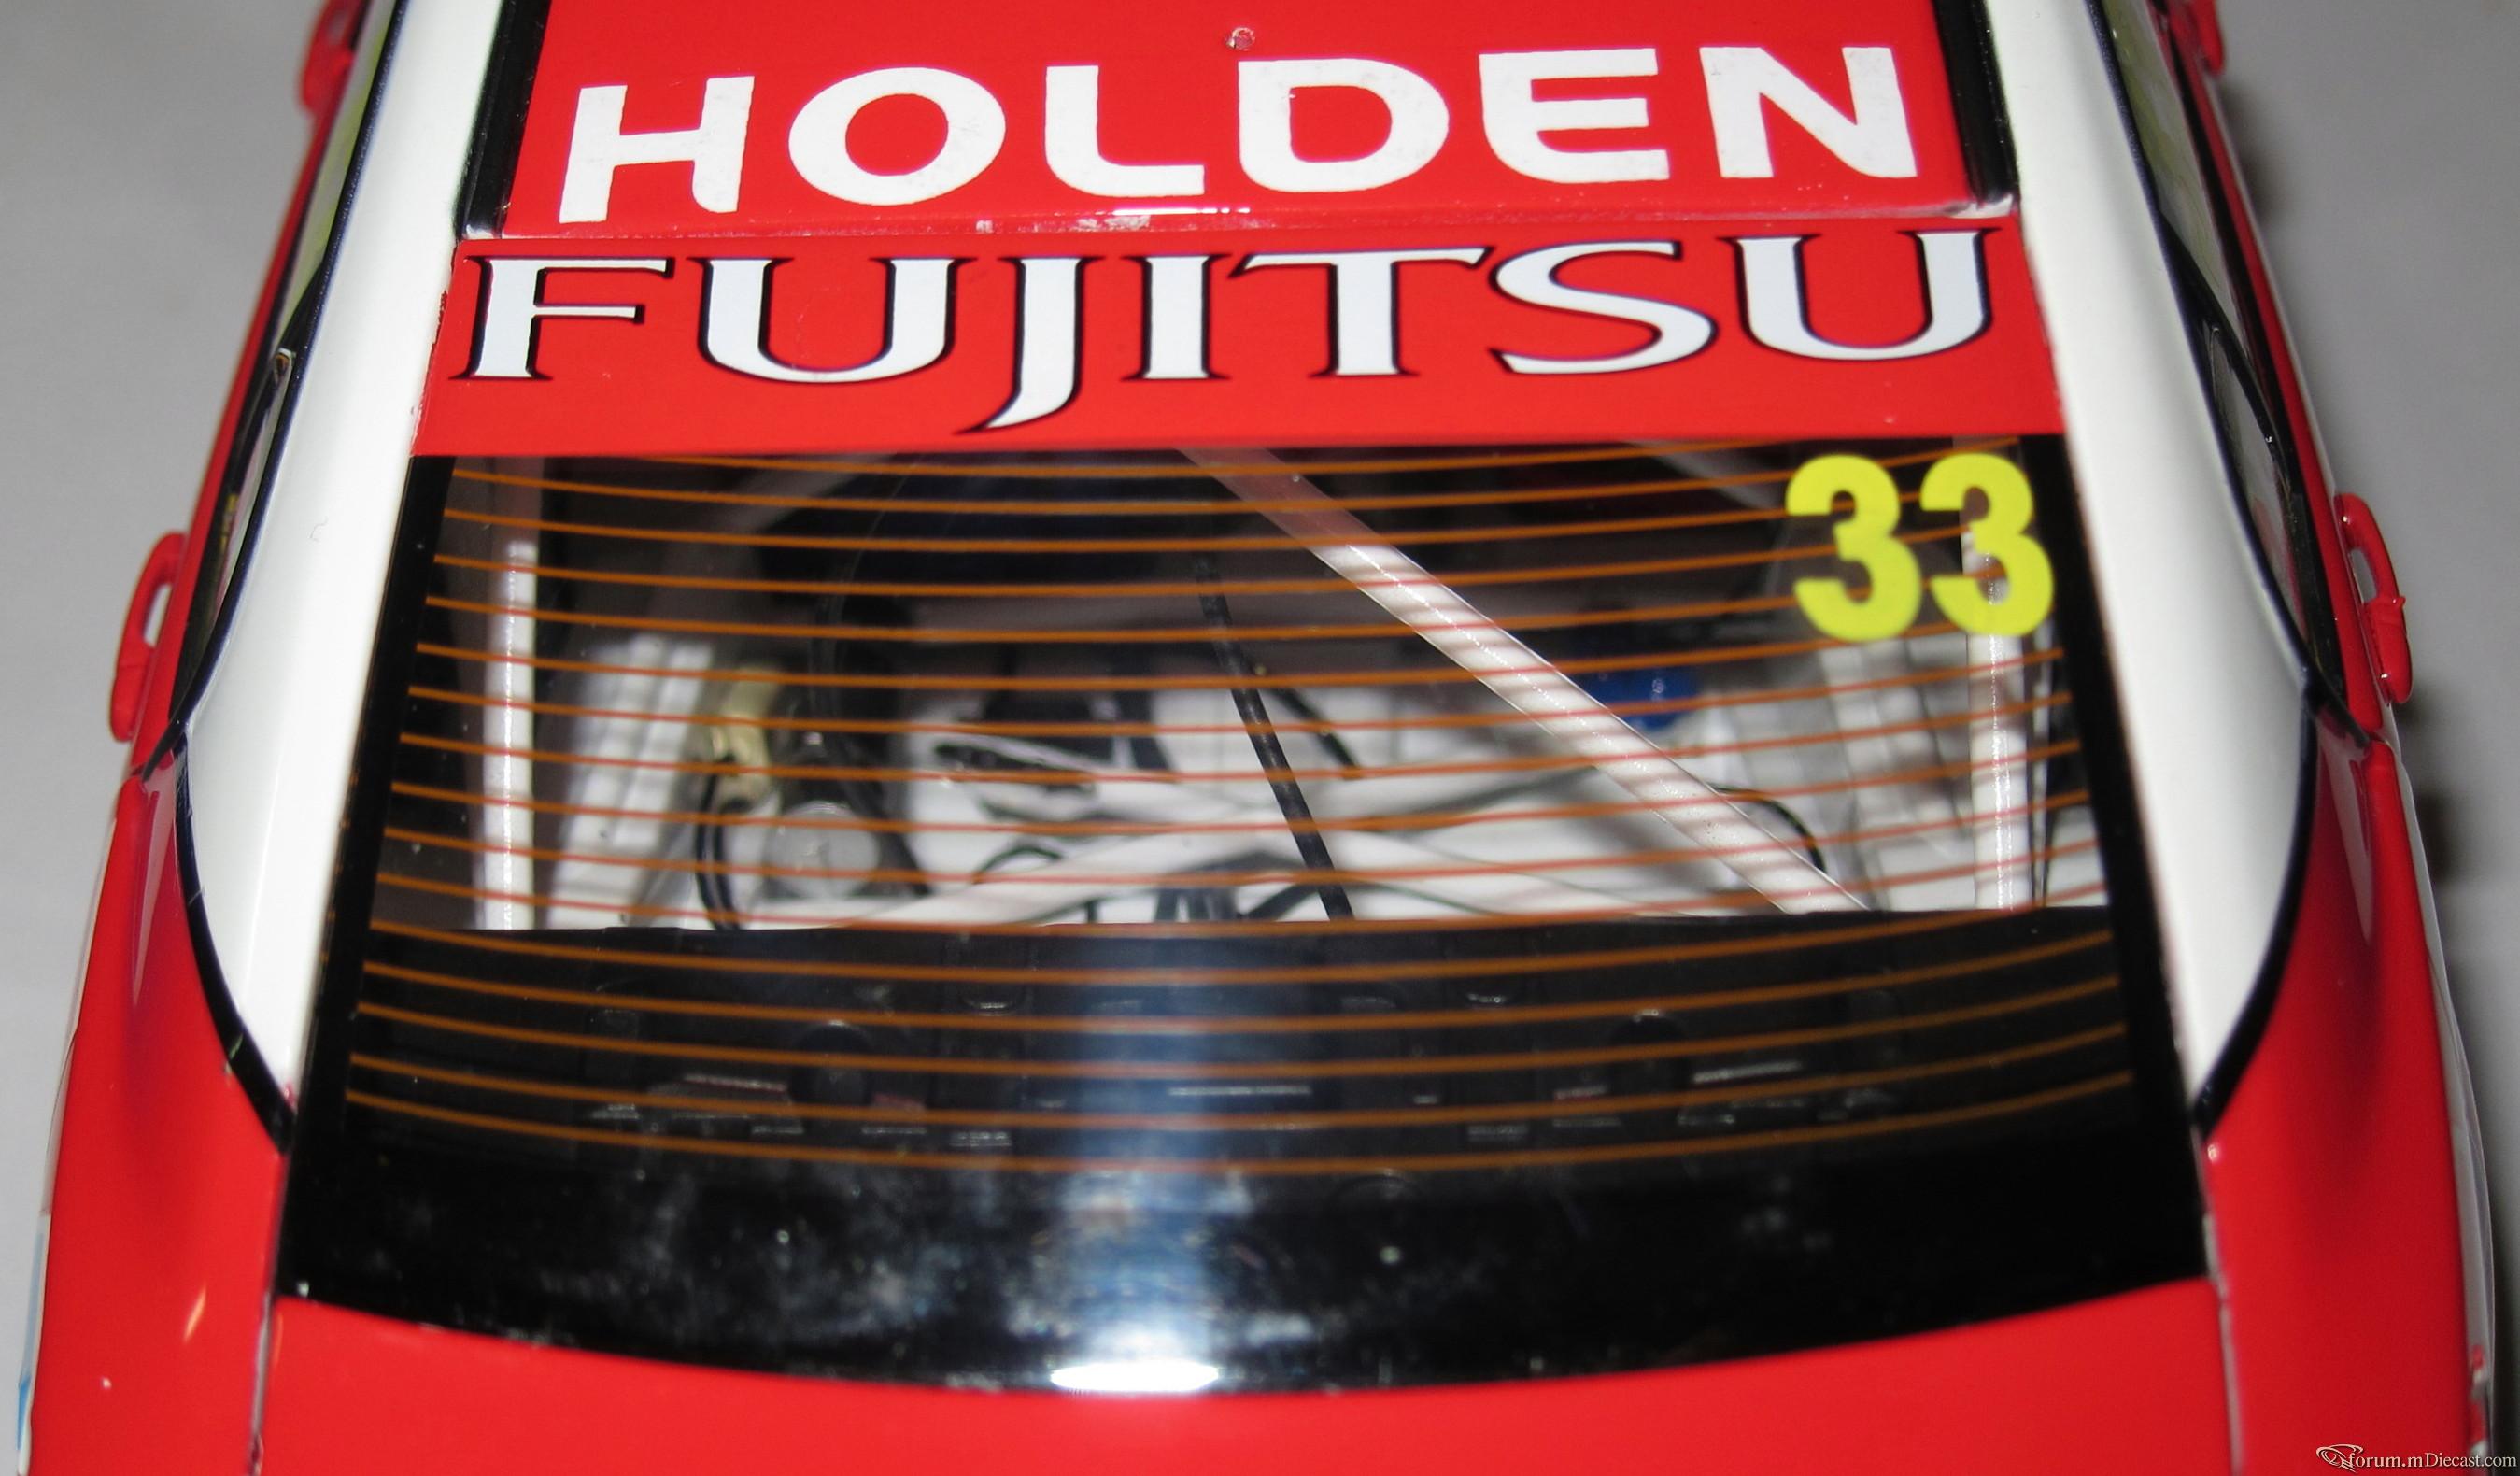 HOLDEN
FUJITSU
33
forum.mDiecast.com